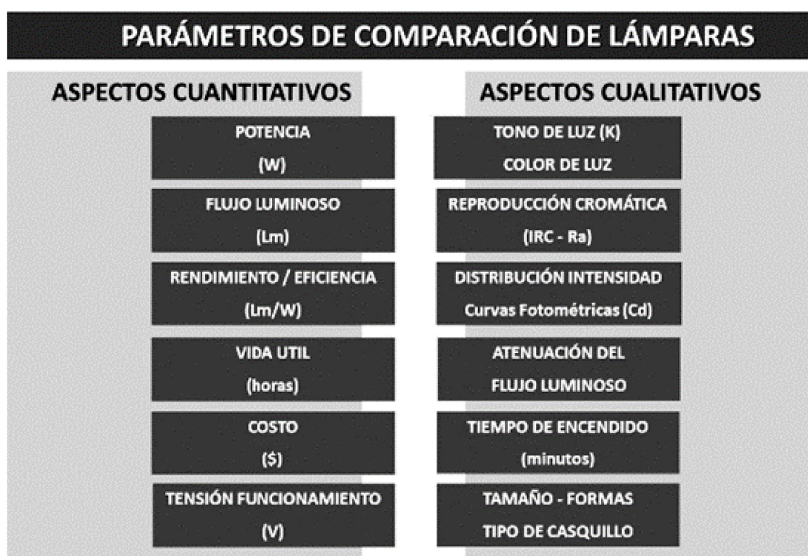 PARÁMETROS DE COMPARACIÓN DE LÁMPARAS
ASPECTOS CUANTITATIVOS
POTENCIA
(W)
FLUJO LUMINOSO
(Lm)
RENDIMIENTO / EFICIENCIA
(Lm/W)
VIDA UTIL
(horas)
COSTO
($)
TENSIÓN FUNCIONAMIENTO
(V)
ASPECTOS CUALITATIVOS
TONO DE LUZ (K)
COLOR DE LUZ
REPRODUCCIÓN CROMÁTICA
(IRC - Ra)
DISTRIBUCIÓN INTENSIDAD
Curvas Fotométricas (Cd)
ATENUACIÓN DEL
FLUJO LUMINOSO
TIEMPO DE ENCENDIDO
(minutos)
TAMAÑO - FORMAS
TIPO DE CASQUILLO